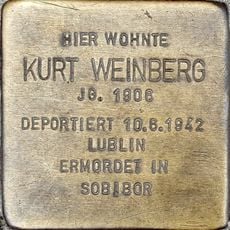 HIER WOHNTE
KURT WEINBERG
JG. 1906
DEPORTIERT 10.6.1942
LUBLIN
ERMORDET IN
SOBIBOR